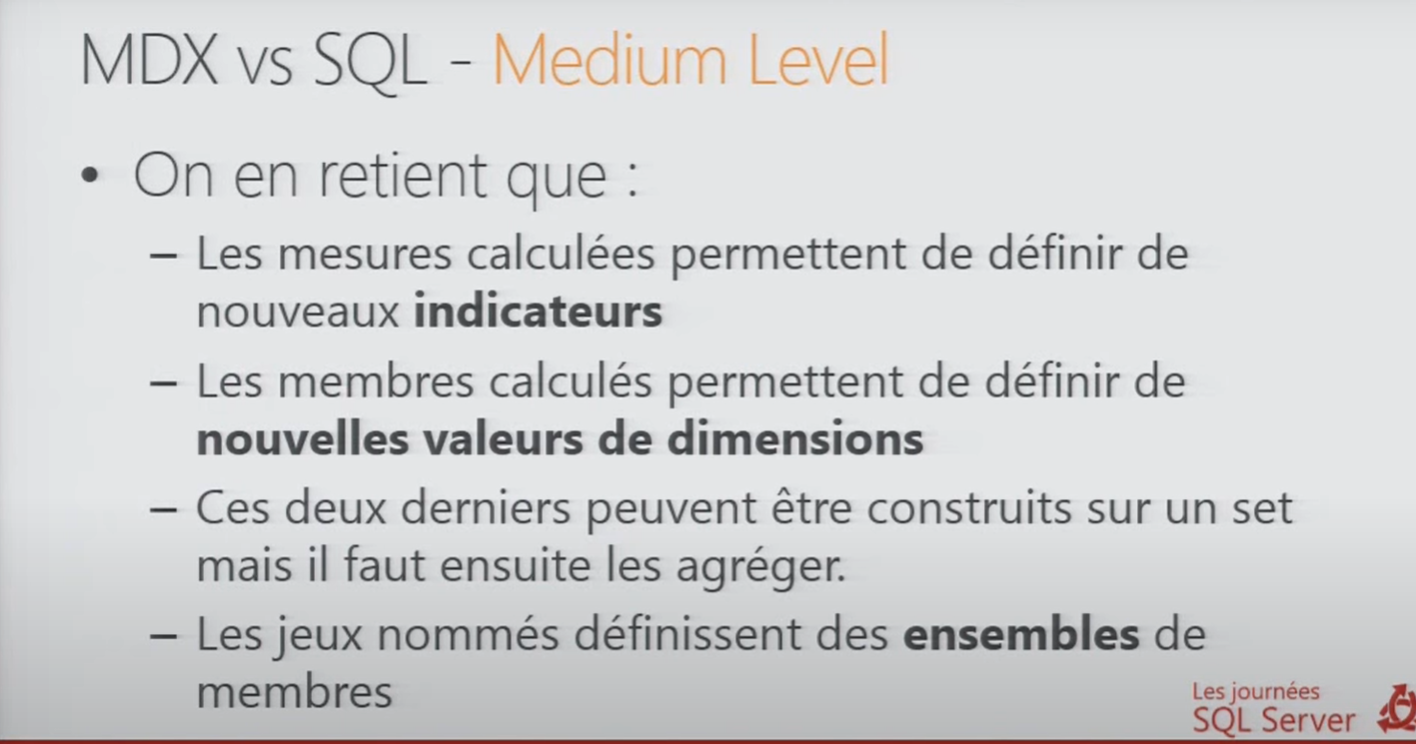 MDX vs SQL - Medium Level
• On en retient que :
– Les mesures calculées permettent de définir de
nouveaux indicateurs
– Les membres calculés permettent de définir de
nouvelles valeurs de dimensions
– Ces deux derniers peuvent être construits sur un set
mais il faut ensuite les agréger.
– Les jeux nommés définissent des ensembles de
membres
Les journées
SQL Server